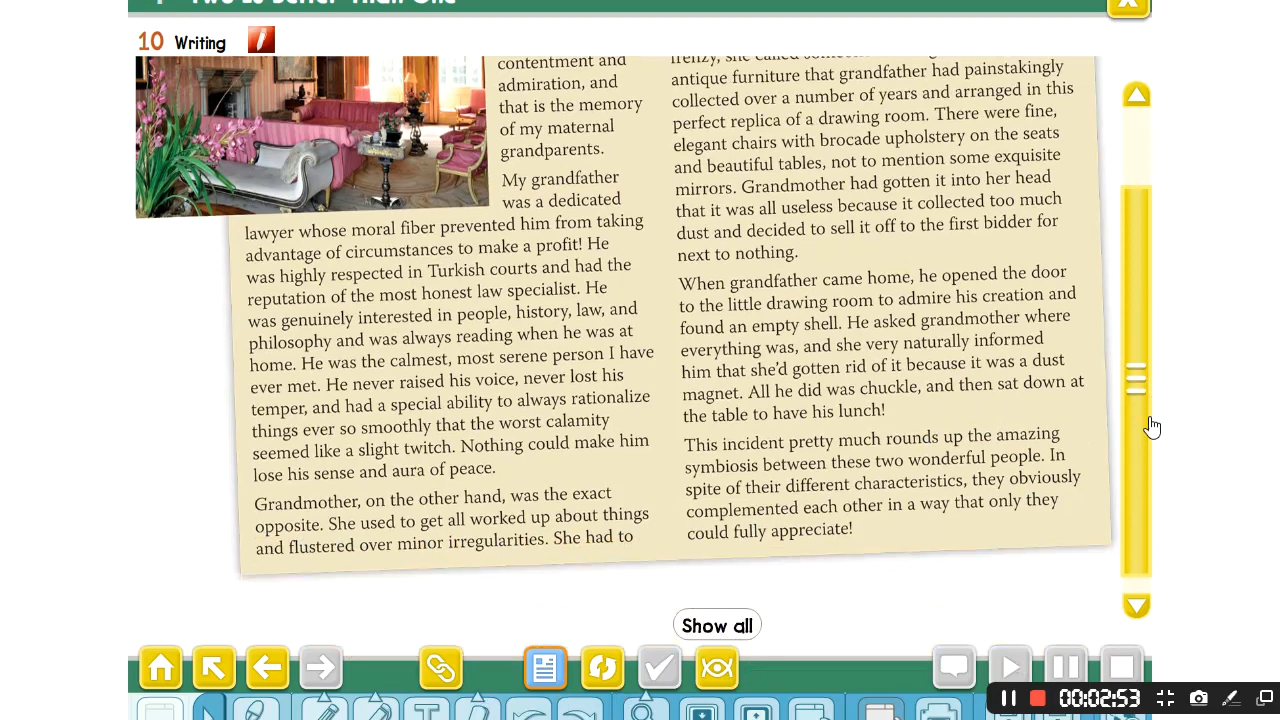 10 Writing
contentment and
admiration, and
that is the memory
of my maternal
grandparents.
My grandfather
was a dedicated
lawyer whose moral fiber prevented him from taking
advantage of circumstances to make a profit! He
was highly respected in Turkish courts and had the
reputation of the most honest law specialist. He
was genuinely interested in people, history, law, and
philosophy and was always reading when he was at
home. He was the calmest, most serene person I have
ever met. He never raised his voice, never lost his
temper, and had a special ability to always rationalize
things ever so smoothly that the worst calamity
seemed like a slight twitch. Nothing could make him
lose his sense and aura of peace.
Grandmother, on the other hand, was the exact
opposite. She used to get all worked up about things
and flustered over minor irregularities. She had to
frenzy, she called
antique furniture that grandfather had painstakingly
collected over a number of years and arranged in this
perfect replica of a drawing room. There were fine,
elegant chairs with brocade upholstery on the seats
and beautiful tables, not to mention some exquisite
mirrors. Grandmother had gotten it into her head
that it was all useless because it collected too much
dust and decided to sell it off to the first bidder for
next to nothing.
When grandfather came home, he opened the door
to the little drawing room to admire his creation and
found an empty shell. He asked grandmother where
everything was, and she very naturally informed
him that she'd gotten rid of it because it was a dust
magnet. All he did was chuckle, and then sat down at
the table to have his lunch!
This incident pretty much rounds up the amazing
symbiosis between these two wonderful people. In
spite of their different characteristics, they obviously
complemented each other in a way that only they
could fully appreciate!
Show all
00:02:53